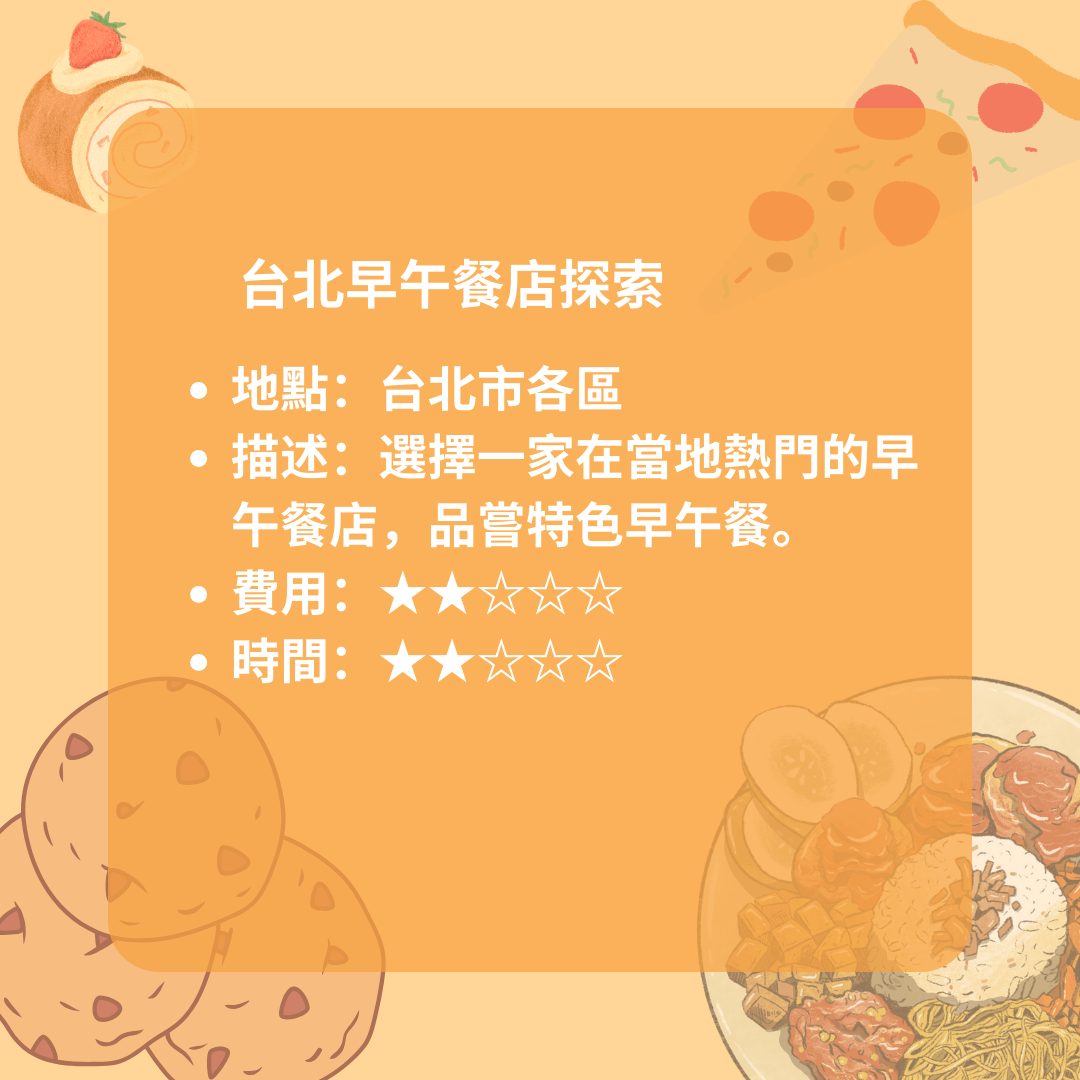 台北早午餐店探索
• 地點：台北市各區
• 描述：選擇一家在當地熱門的早
午餐店，品嘗特色早午餐。
• 費用：★★☆☆☆
• 時間：★★☆☆☆